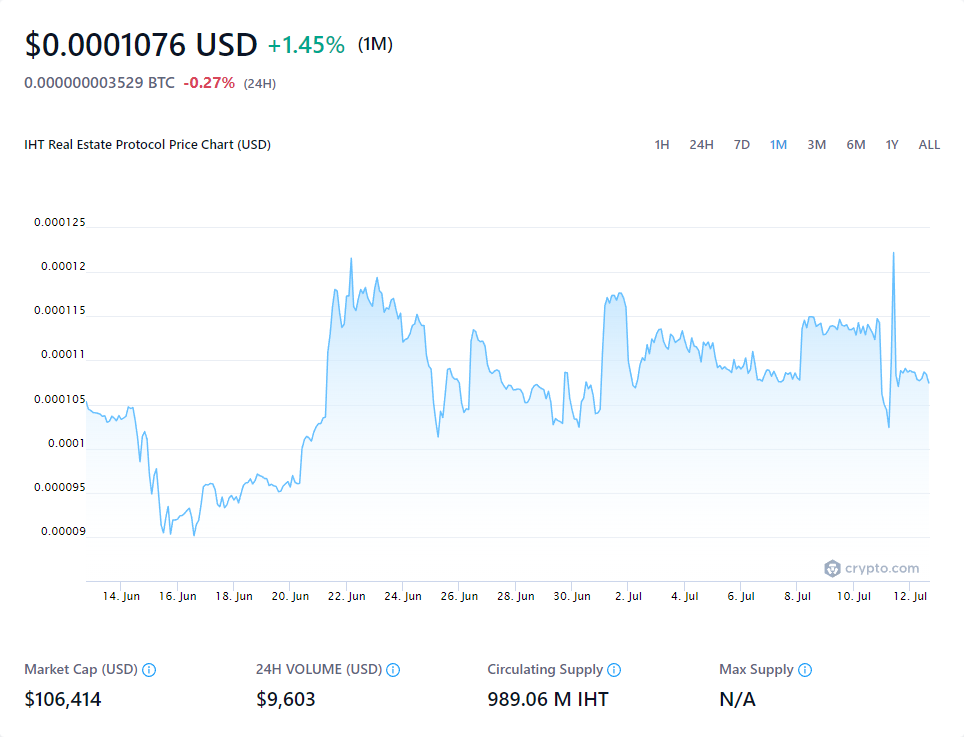 $0.0001076 USD +1.45% (1M)
0.000000003529 BTC -0.27% (24H)
IHT Real Estate Protocol Price Chart (USD) 1H 24H 7D 1M 3M 6M 1Y ALL
0.000125
0.00012
0.000115
0.00011
0.000105
0.0001
0.000095
0.00009
crypto.com
14. Jun 16. Jun 18. Jun 20. Jun 22. Jun 24. Jun 26. Jun 28. Jun 30. Jun 2. Jul 4. Jul 6. Jul 8. Jul 10. Jul 12. Jul
Market Cap (USD) 24H VOLUME (USD) Circulating Supply Max Supply
$106,414 $9,603 989.06 M IHT N/A